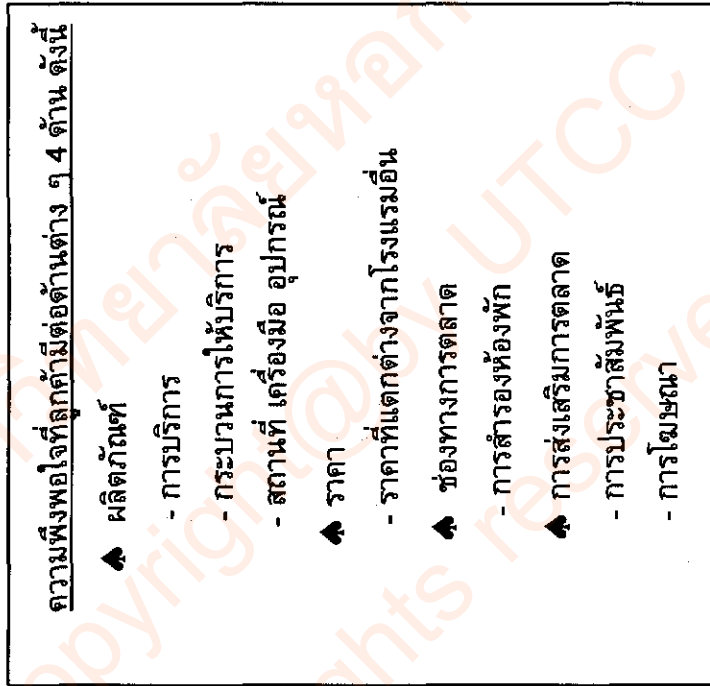 ความพึงพอใจที่ลูกค้ามีต่อด้านต่าง ๆ 4 ด้าน ดังนี้
♠ ผลิตภัณฑ์
- การบริการ
- กระบวนการให้บริการ
- สถานที่ เครื่องมือ อุปกรณ์
♠ ราคา
- ราคาที่แตกต่างจากโรงแรมอื่น
♠ ช่องทางการตลาด
- การสำรองห้องพัก
♠ การส่งเสริมการตลาด
- การประชาสัมพันธ์
- การโฆษณา